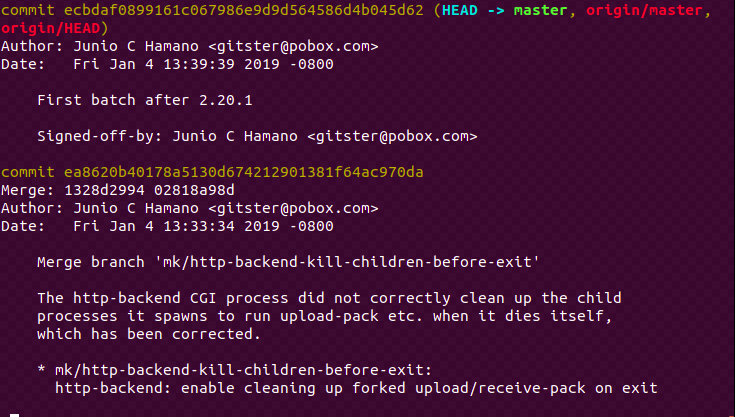 commit ecbdaf0899161c067986e9d9d564586d4b045d62 (HEAD -> master, origin/master,
origin/HEAD)
Author: Junio C Hamano <gitster@pobox.com>
Date:   Fri Jan 4 13:39:39 2019 -0800

    First batch after 2.20.1

    Signed-off-by: Junio C Hamano <gitster@pobox.com>

commit ea8620b40178a5130d674212901381f64ac970da
Merge: 1328d2994 02818a98d
Author: Junio C Hamano <gitster@pobox.com>
Date:   Fri Jan 4 13:33:34 2019 -0800

    Merge branch 'mk/http-backend-kill-children-before-exit'

    The http-backend CGI process did not correctly clean up the child
    processes it spawns to run upload-pack etc. when it dies itself,
    which has been corrected.

    * mk/http-backend-kill-children-before-exit:
      http-backend: enable cleaning up forked upload/receive-pack on exit